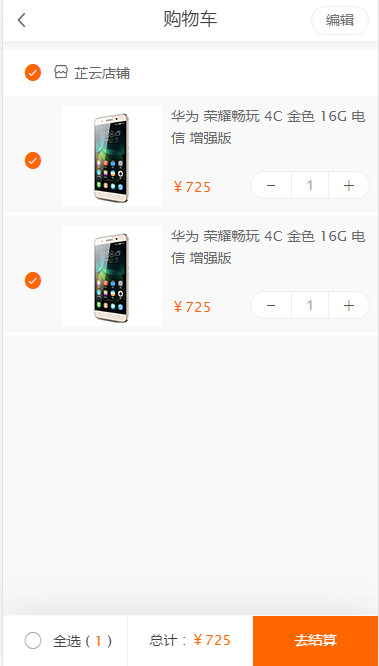 购物车
编辑
芷云店铺
华为 荣耀畅玩 4C 金色 16G 电
信 增强版
￥725
− 1 +
华为 荣耀畅玩 4C 金色 16G 电
信 增强版
￥725
− 1 +
全选 ( 1 )
总计：￥725
去结算